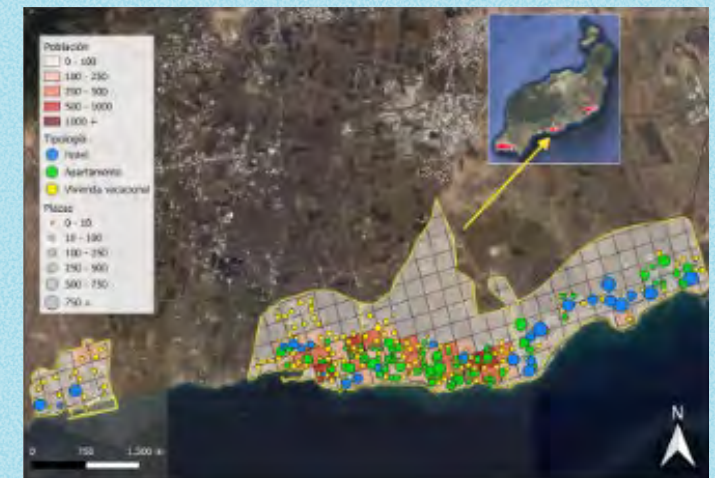 Población
0 - 100
100 - 250
250 - 500
500 - 1000
1000 +
Tipología
Hotel
Apartamento
Vivienda vacacional
Plazas
0 - 10
10 - 100
100 - 250
250 - 500
500 - 750
750 +
N
0 750 1.500 m